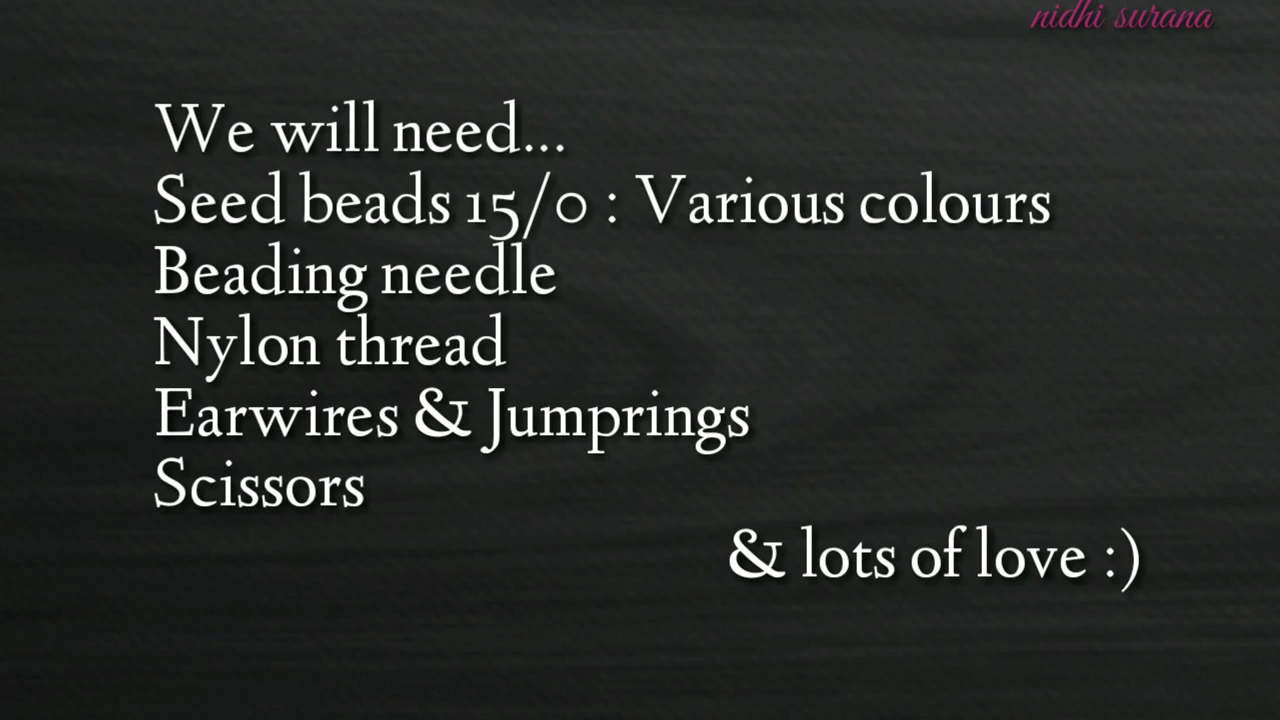 nidhi surana
We will need...
Seed beads 15/0 : Various colours
Beading needle
Nylon thread
Earwires & Jumprings
Scissors
& lots of love :)